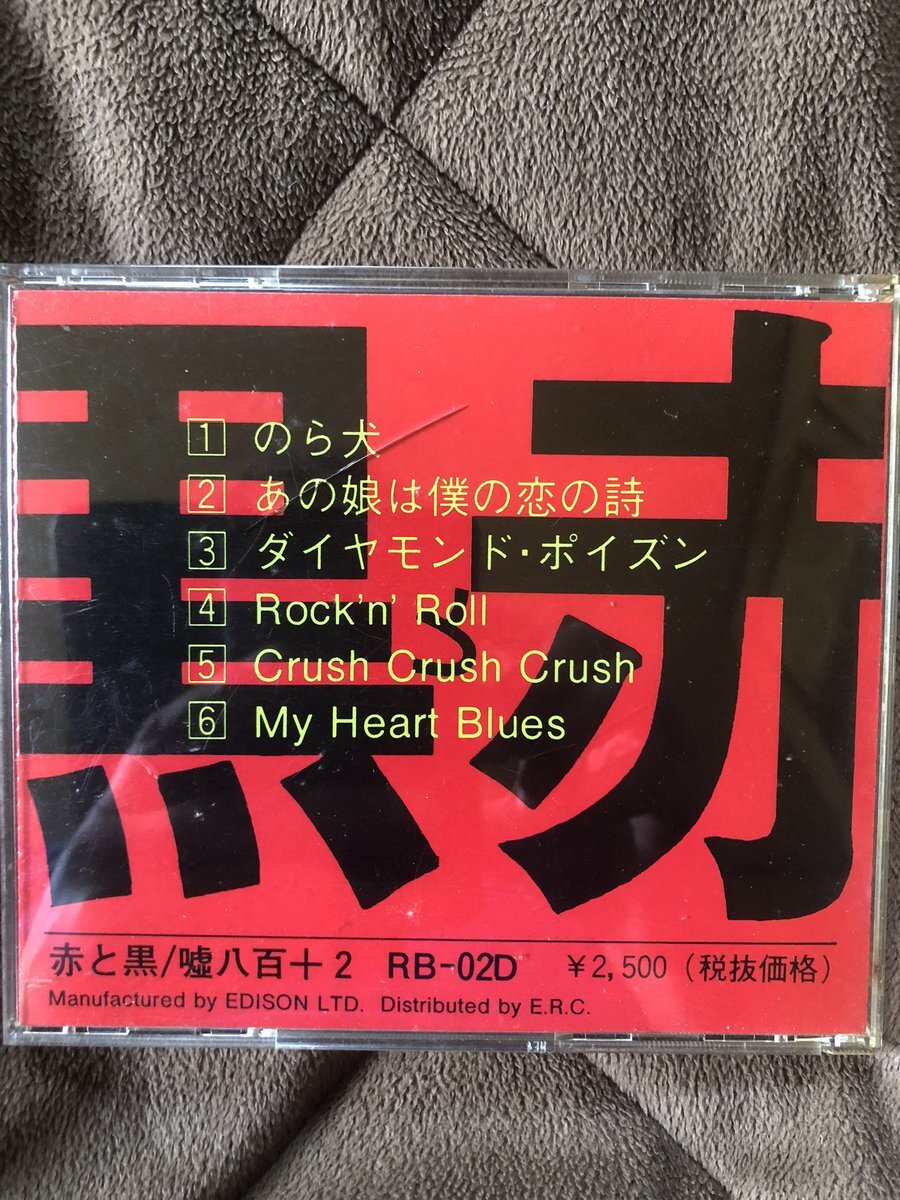 黒と赤
1 のら犬
2 あの娘は僕の恋の詩
3 ダイヤモンド・ポイズン
4 Rock'n' Roll
5 Crush Crush Crush
6 My Heart Blues
赤と黒/嘘八百十2 RB-02D ¥2,500(税抜価格)
Manufactured by EDISON LTD. Distributed by E.R.C.